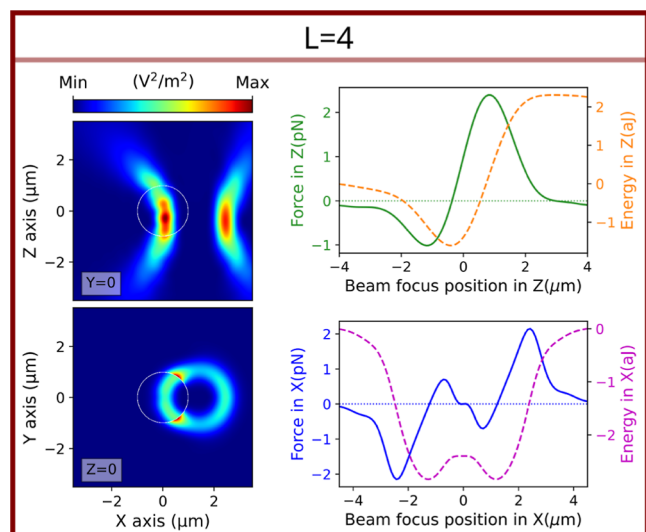 L=4
Min (V²/m²) Max
Z axis (μm)
2
0
−2
Y=0
Y axis (μm)
2
0
−2
Z=0
−2 0 2
X axis (μm)
Force in Z(pN)
2
1
0
−1
Energy in Z(aJ)
2
1
0
−1
−4 −2 0 2 4
Beam focus position in Z(μm)
Force in X(pN)
2
1
0
−1
−2
Energy in X(aJ)
0
−1
−2
−4 −2 0 2 4
Beam focus position in X(μm)